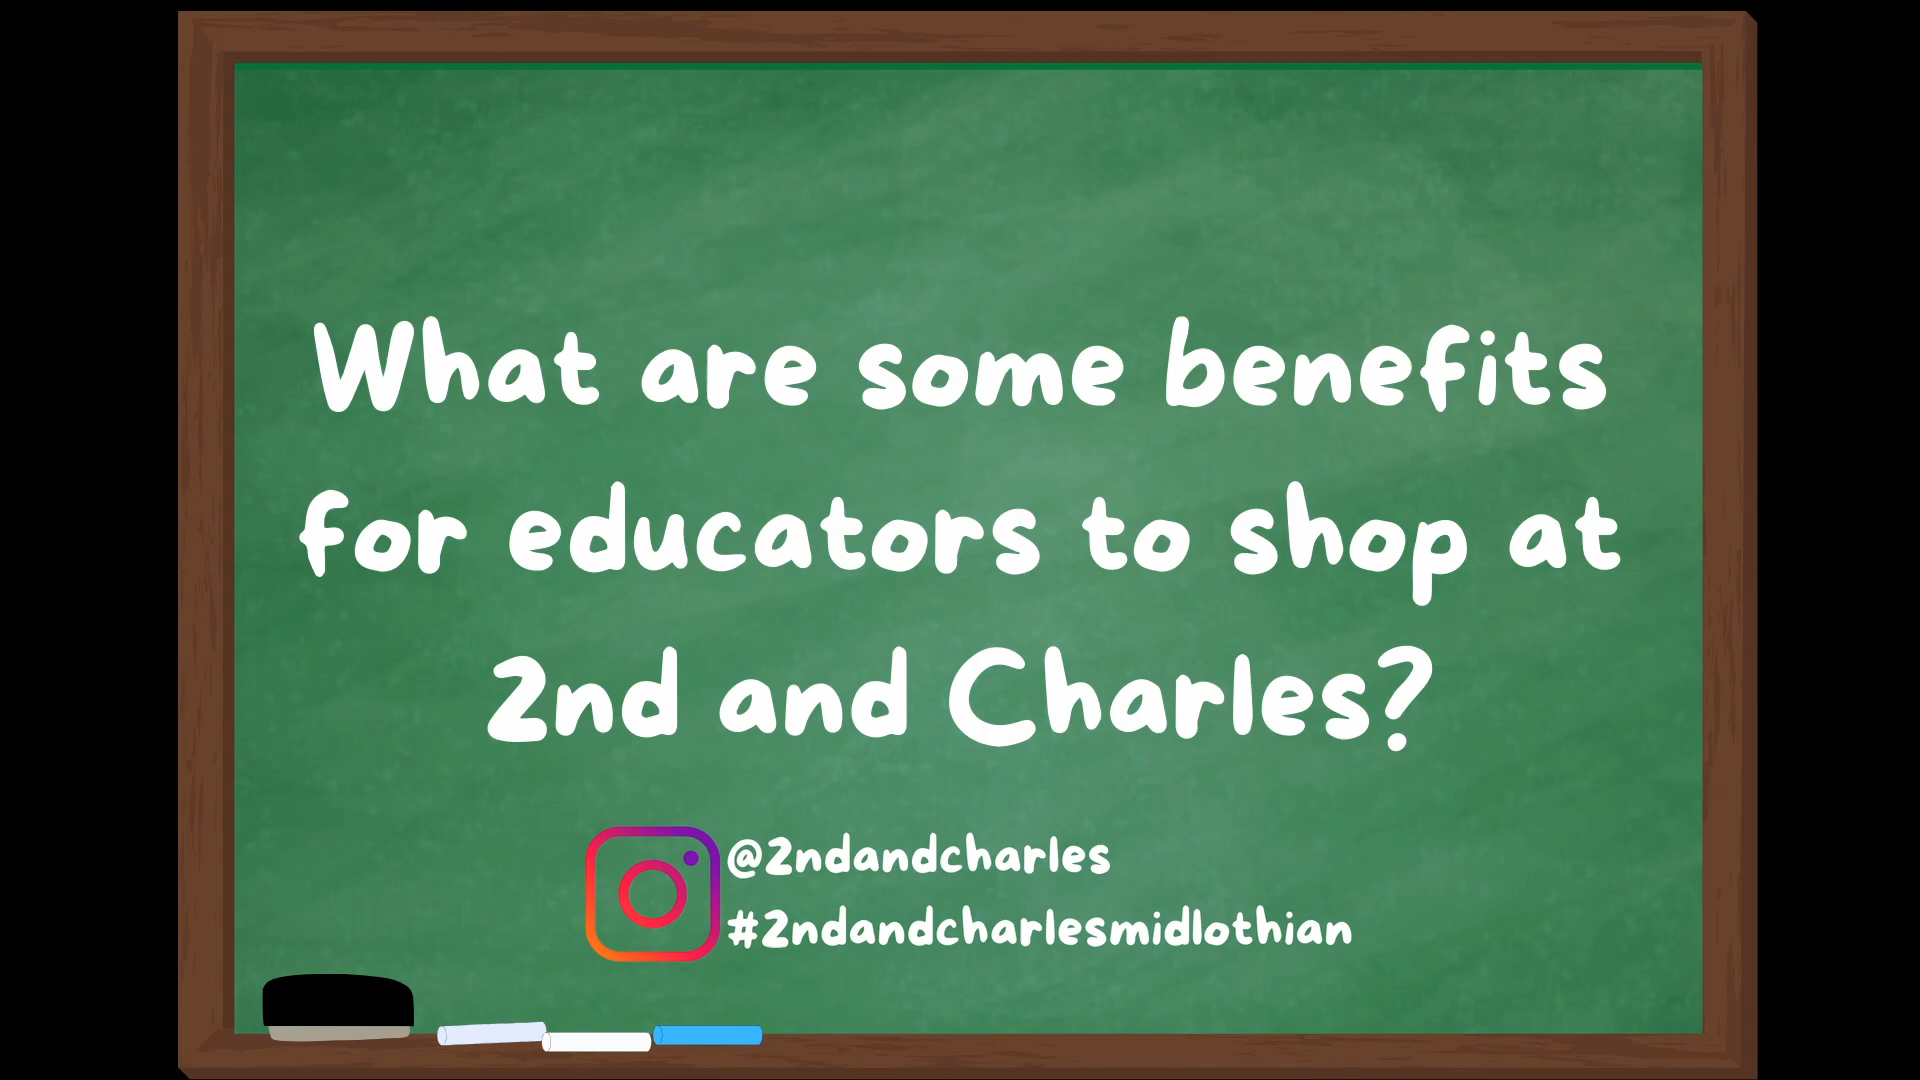 What are some benefits
for educators to shop at
2nd and Charles?
@2ndandcharles
#2ndandcharlesmidlothian